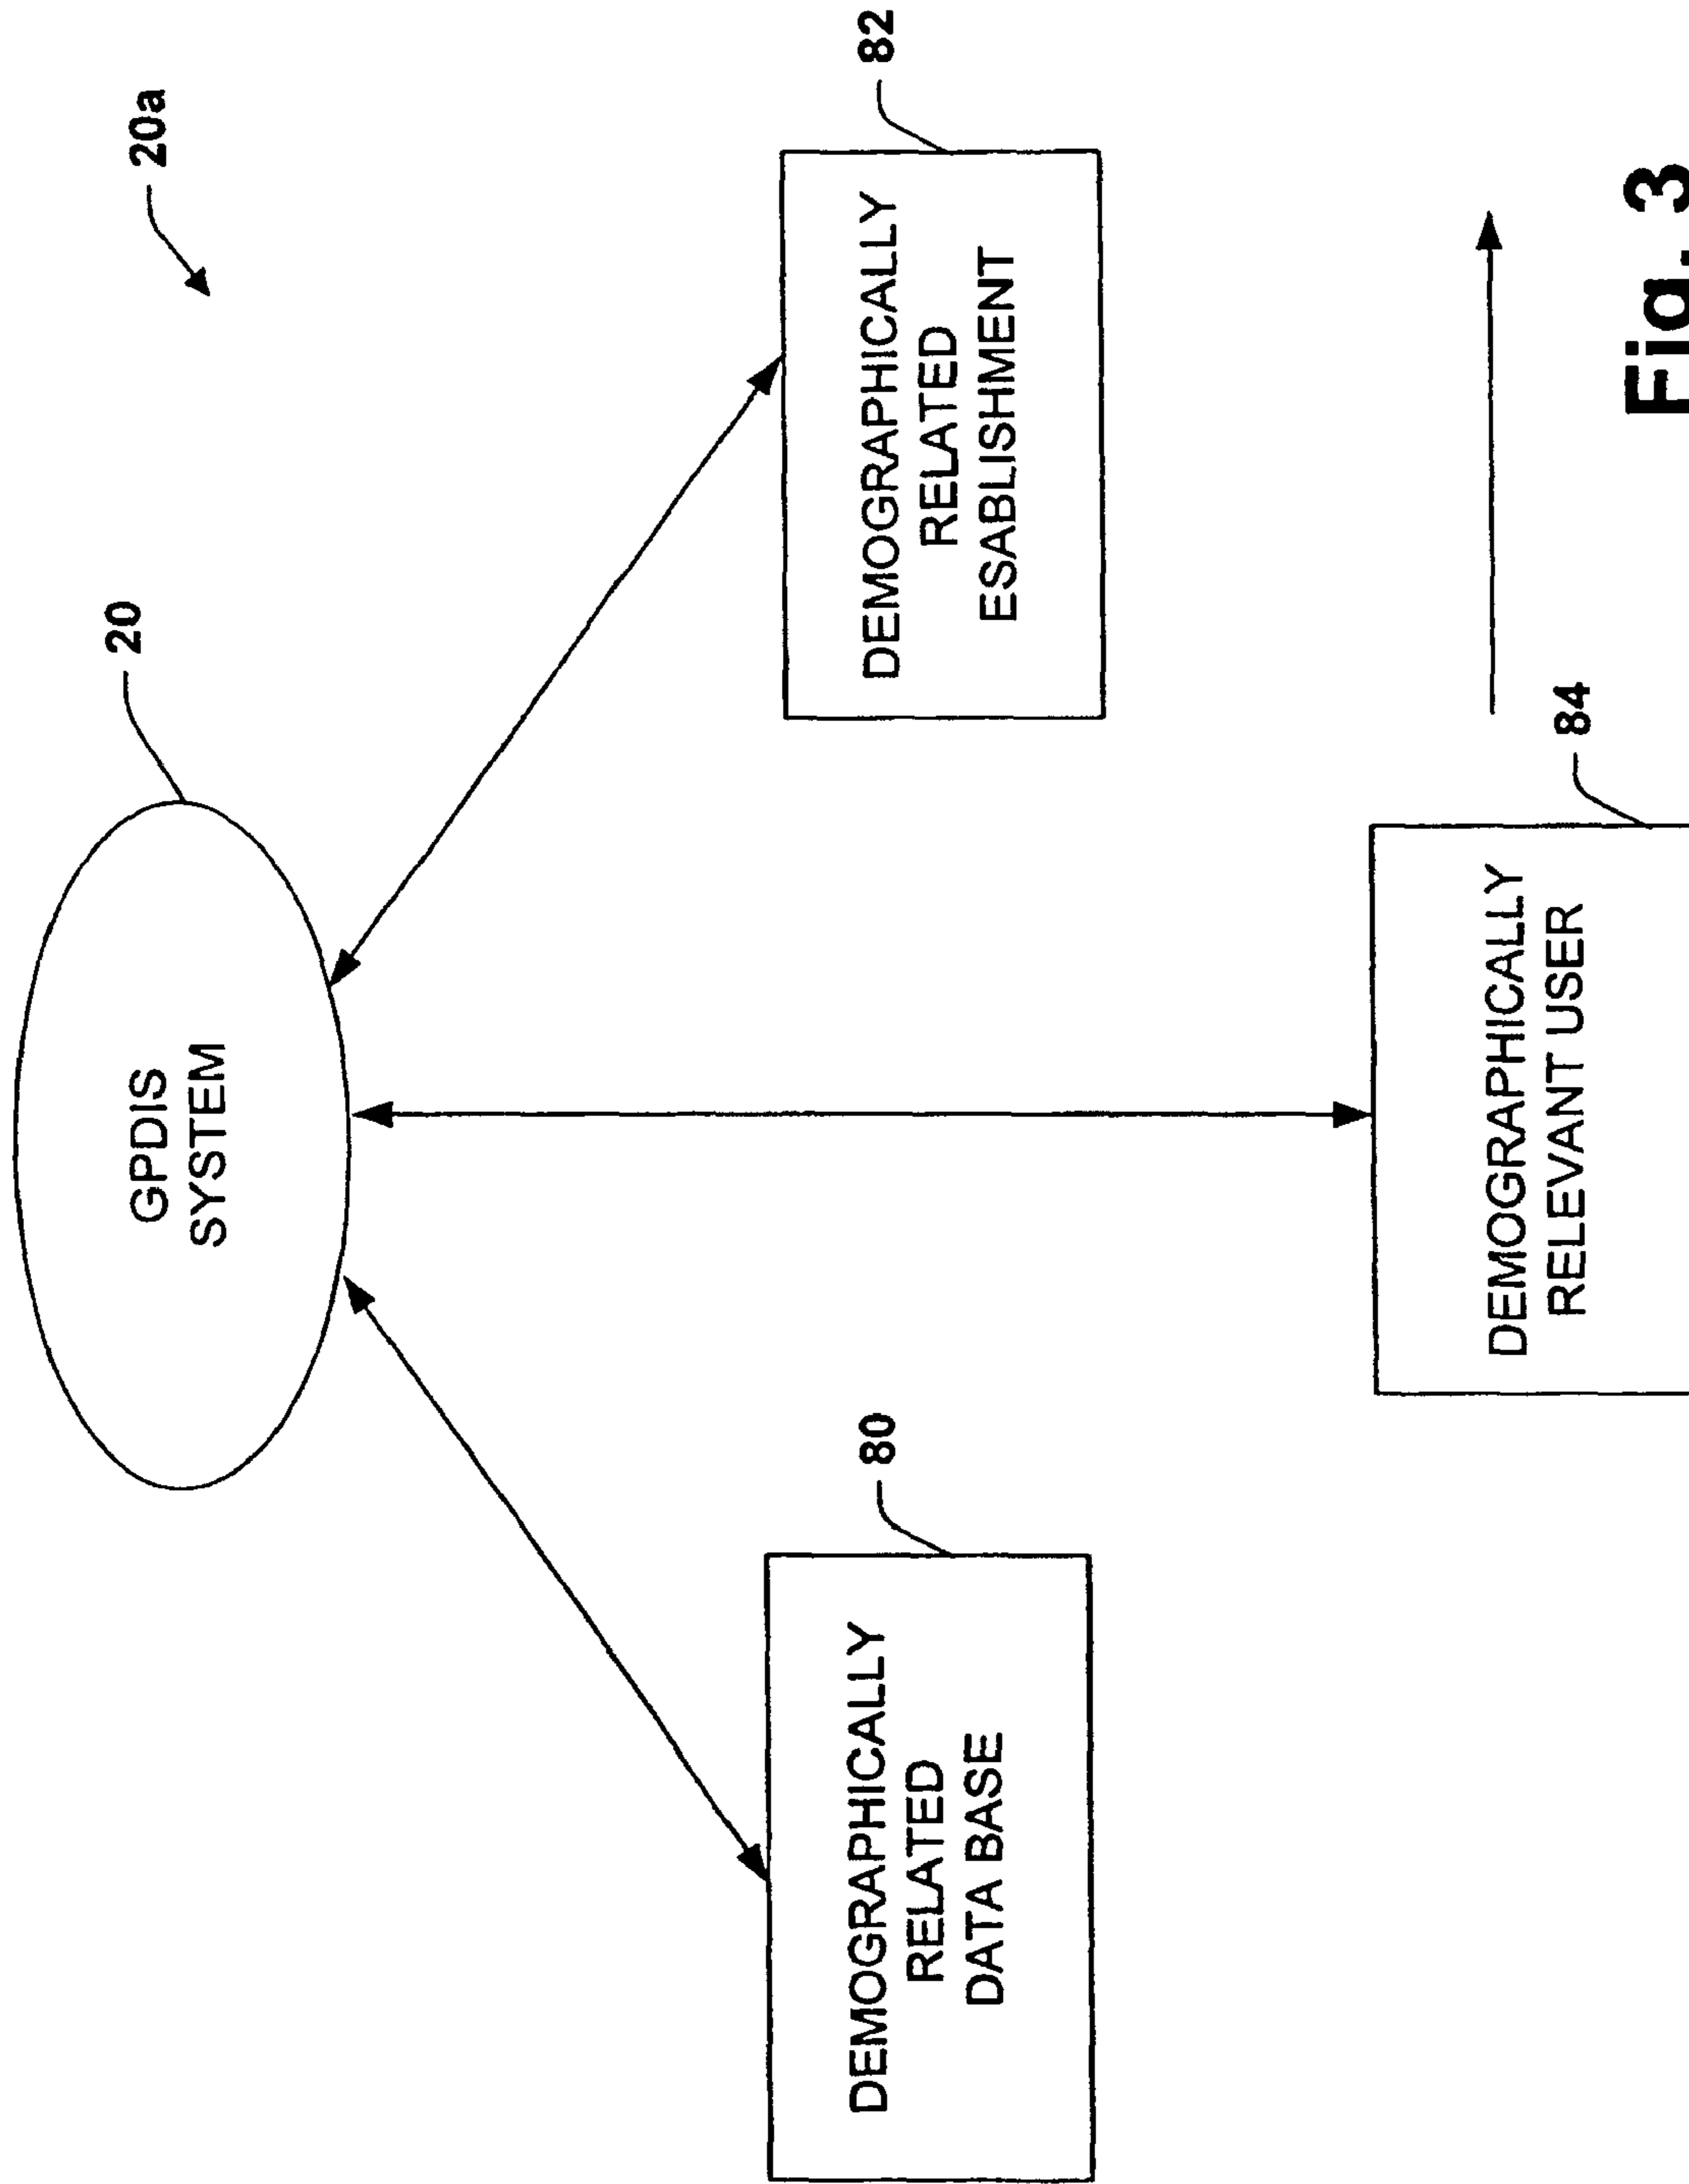 20a
20
GPDIS
SYSTEM
80
82
DEMOGRAPHICALLY
RELATED
DATA BASE
DEMOGRAPHICALLY
RELATED
ESABLISHMENT
84
DEMOGRAPHICALLY
RELEVANT USER
Fig. 3